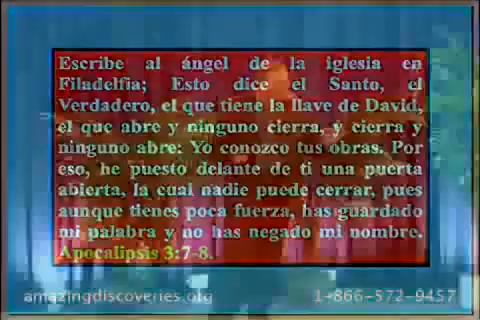 Escribe al ángel de la iglesia en
Filadelfia; Esto dice el Santo, el
Verdadero, el que tiene la llave de David,
el que abre y ninguno cierra, y cierra y
ninguno abre: Yo conozco tus obras. Por
eso, he puesto delante de ti una puerta
abierta, la cual nadie puede cerrar, pues
aunque tienes poca fuerza, has guardado
mi palabra y no has negado mi nombre.
Apocalipsis 3:7-8.
amazingdiscoveries.org 1-866-572-9457